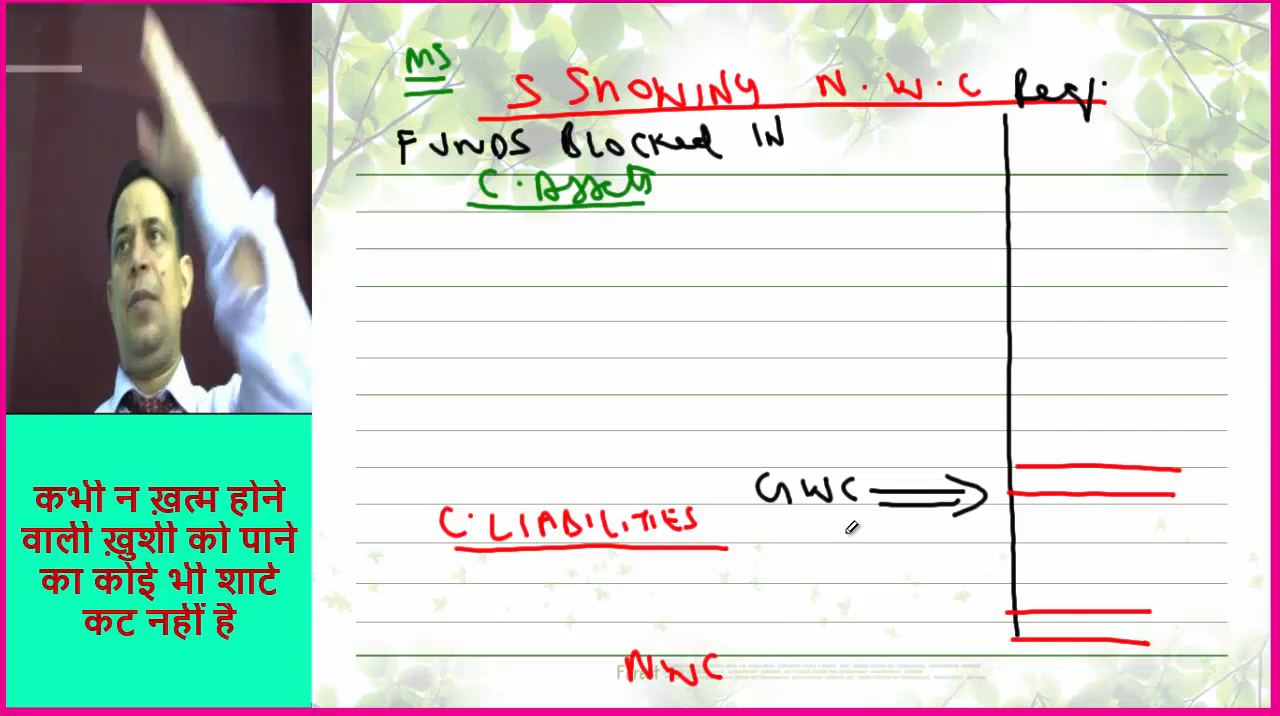 MS
S SHOWING N.W.C Req.
FUNDS BLOCKED IN
C. Assets
GWC
C. LIABILITIES
NWC
कभी न ख़त्म होने
वाली ख़ुशी को पाने
का कोई भी शार्ट
कट नहीं है